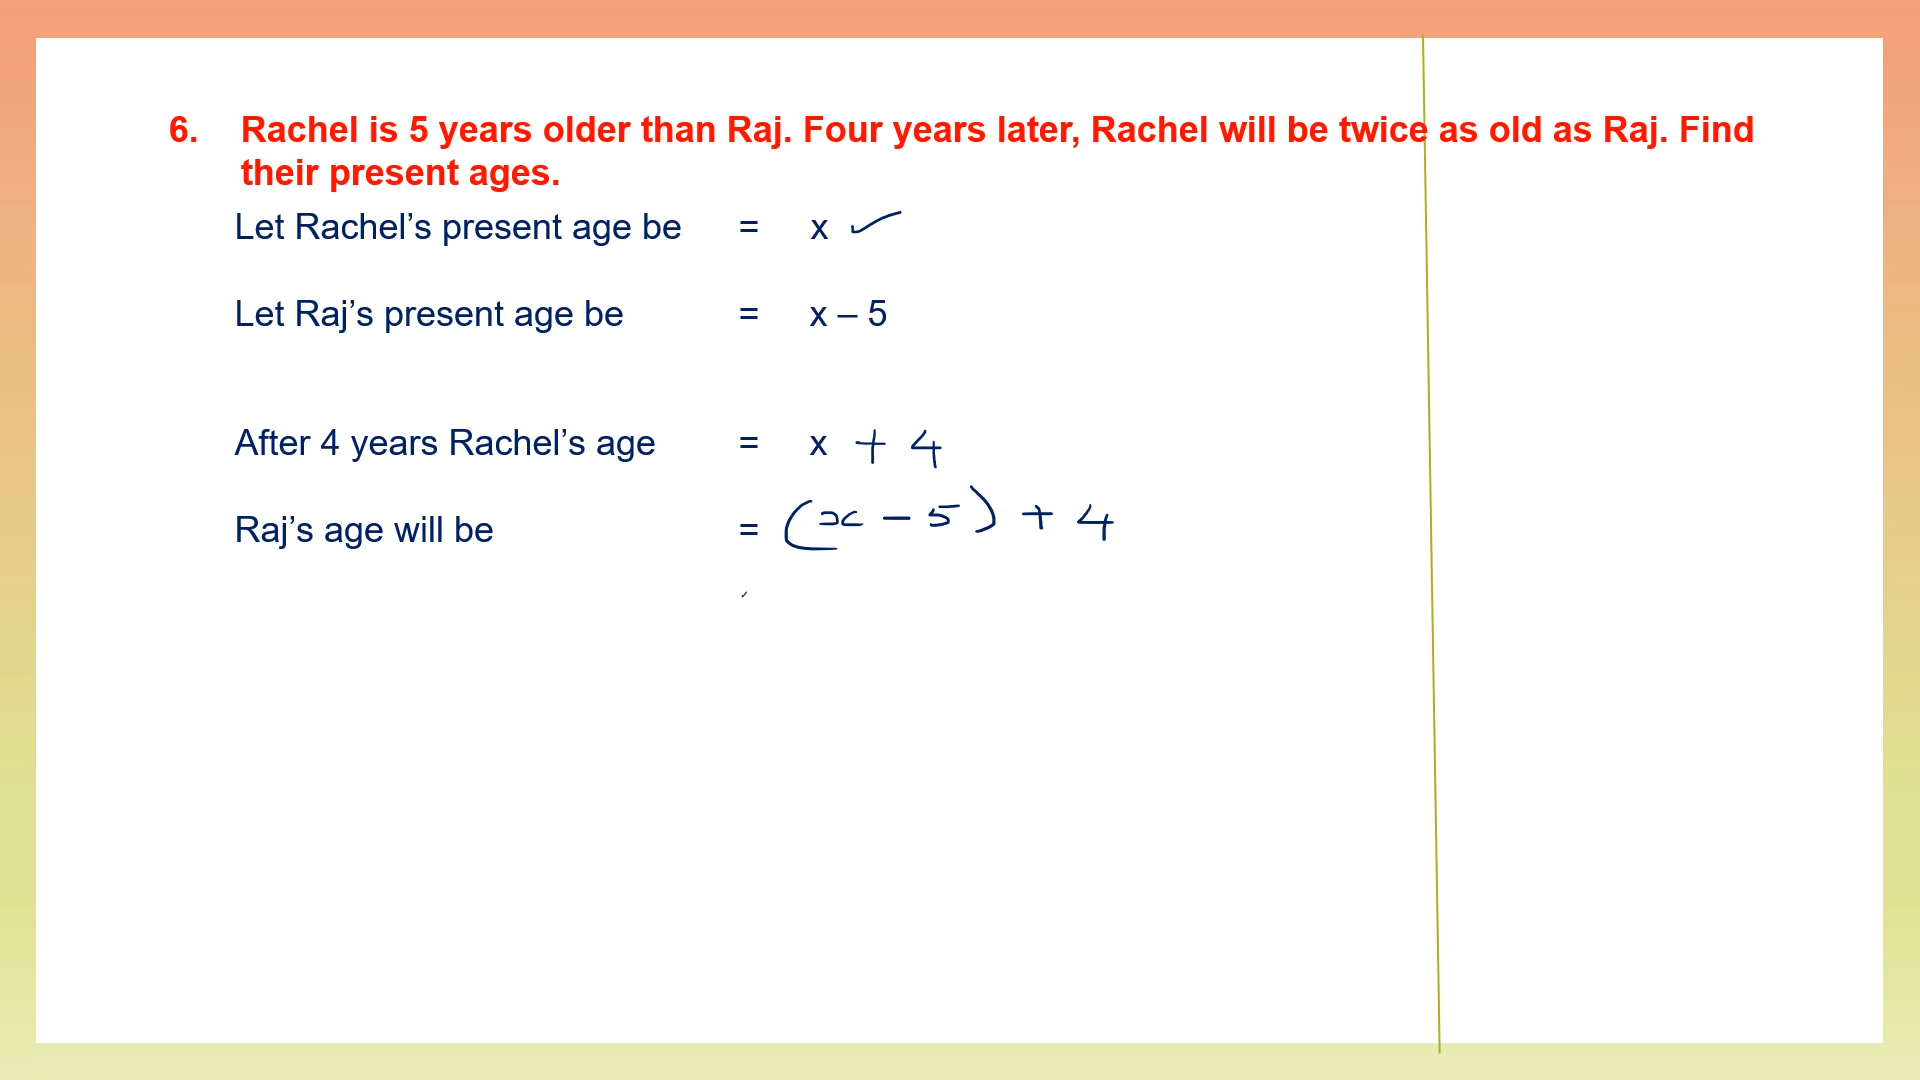 6. Rachel is 5 years older than Raj. Four years later, Rachel will be twice as old as Raj. Find
their present ages.
Let Rachel’s present age be = x
Let Raj’s present age be = x – 5
After 4 years Rachel’s age = x + 4
Raj’s age will be = (x - 5) + 4